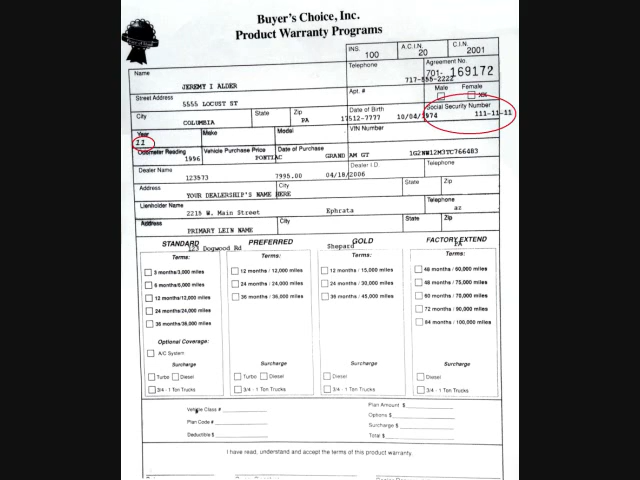 Buyer's Choice, Inc.
Product Warranty Programs
INS. 100 A.C.I.N. 20 C.I.N. 2001
Name Telephone Agreement No.
701- 169172
JEREMY I ALDER 717-555-2222
Street Address Apt. # Male Female
5555 LOCUST ST XX
City State Zip Date of Birth Social Security Number
COLUMBIA PA 17512-7777 10/04/1974 111-11-11
Year Make Model VIN Number
11
Odometer Reading Vehicle Purchase Price Date of Purchase
1996 PONTIAC GRAND AM GT 1G2NW12M3TC766483
Dealer Name Dealer I D Telephone
123573 7995.00 04/18/2006
Address City State Zip
YOUR DEALERSHIP'S NAME HERE
Lienholder Name Telephone
2215 W. Main Street Ephrata az
Address City State Zip
PRIMARY LEIN NAME
STANDARD PREFERRED GOLD FACTORY EXTEND
123 Dogwood Rd Shepard PA
Terms: Terms: Terms: Terms:
3 months/3,000 miles 12 months / 12,000 miles 12 months / 15,000 miles 48 months / 60,000 miles
6 months/6,000 miles 24 months / 24,000 miles 24 months / 30,000 miles 48 months / 75,000 miles
12 months/12,000 miles 36 months / 36,000 miles 36 months / 45,000 miles 60 months / 70,000 miles
24 months/24,000 miles 72 months / 90,000 miles
36 months/36,000 miles 84 months / 100,000 miles
Optional Coverage:
A/C System
Surcharge Surcharge Surcharge Surcharge
Turbo Diesel Turbo Diesel Diesel Diesel
3/4 - 1 Ton Trucks 3/4 - 1 Ton Trucks 3/4 - 1 Ton Trucks 3/4 - 1 Ton Trucks
Vehicle Class # Plan Amount $
Plan Code # Options $
Surcharge $
Deductible $ Total $
I have read, understand and accept the terms of this product warranty.